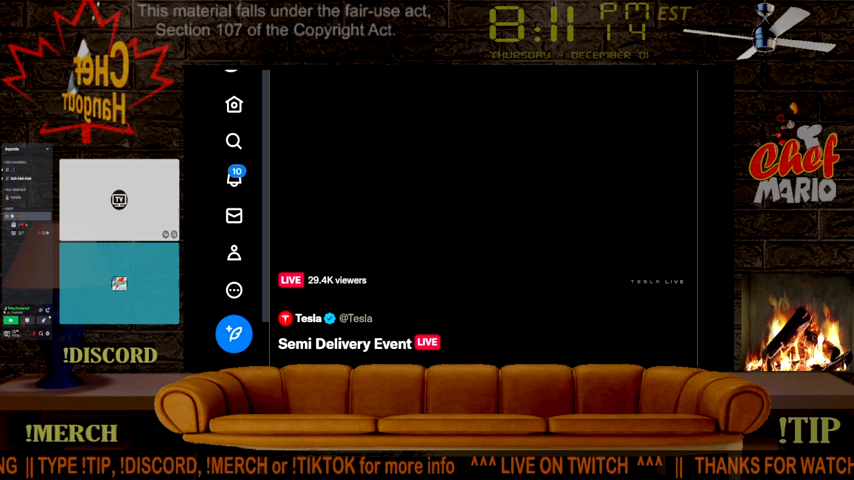 This material falls under the fair-use act,
Section 107 of the Copyright Act.
8:11 PM 14 EST
THURSDAY - DECEMBER 01
Chef
Hangout
10
TV
Chef
MARIO
LIVE 29.4K viewers
TESLA LIVE
Tesla @Tesla
Semi Delivery Event LIVE
!DISCORD
!MERCH
!TIP
NG || TYPE !TIP, !DISCORD, !MERCH or !TIKTOK for more info ^^^ LIVE ON TWITCH ^^^ || THANKS FOR WATCH